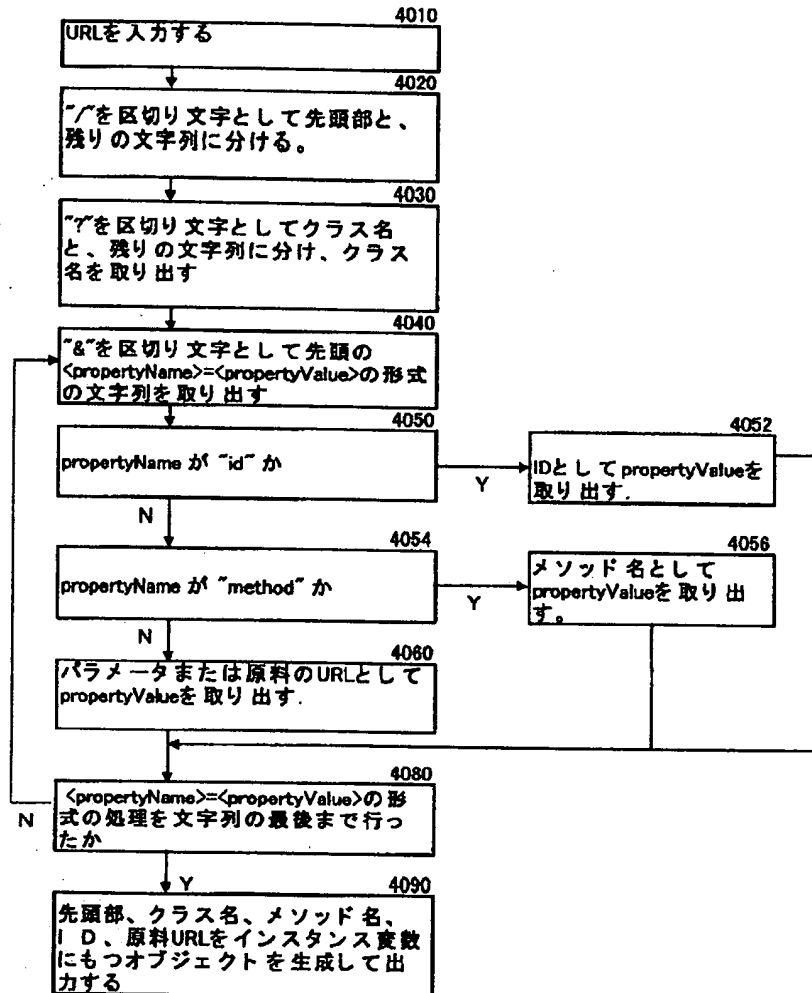 4010
URLを入力する
4020
"/"を区切り文字として先頭部と、
残りの文字列に分ける。
4030
"?"を区切り文字としてクラス名
と、残りの文字列に分け、クラス
名を取り出す
4040
"&"を区切り文字として先頭の
<propertyName>=<propertyValue>の形式
の文字列を取り出す
4050
propertyName が "id" か
Y
4052
IDとしてpropertyValueを
取り出す.
N
4054
propertyName が "method" か
Y
4056
メソッド名として
propertyValueを取り出
す。
N
4060
パラメータまたは原料のURLとして
propertyValueを取り出す.
4080
<propertyName>=<propertyValue>の形
式の処理を文字列の最後まで行っ
たか
N
Y
4090
先頭部、クラス名、メソッド名、
ID、原料URLをインスタンス変数
にもつオブジェクトを生成して出
力する